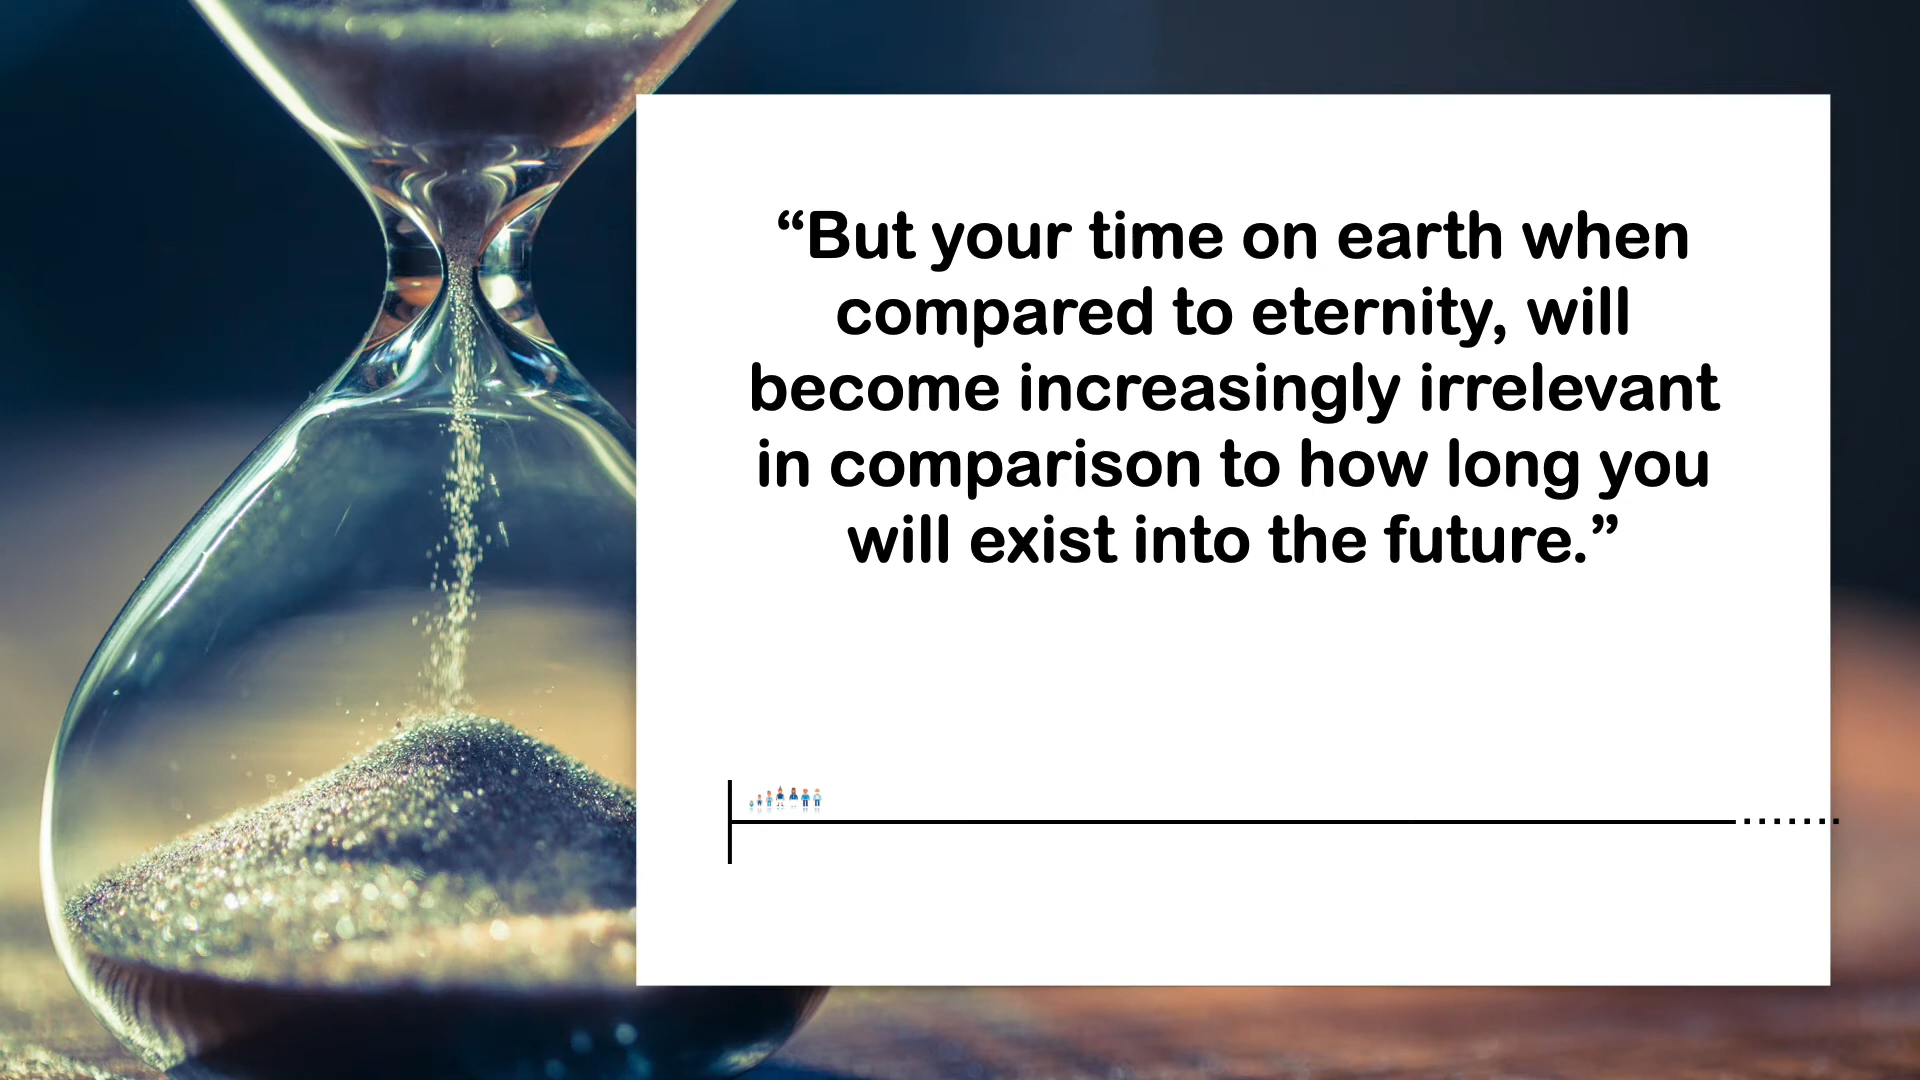 “But your time on earth when
compared to eternity, will
become increasingly irrelevant
in comparison to how long you
will exist into the future.”